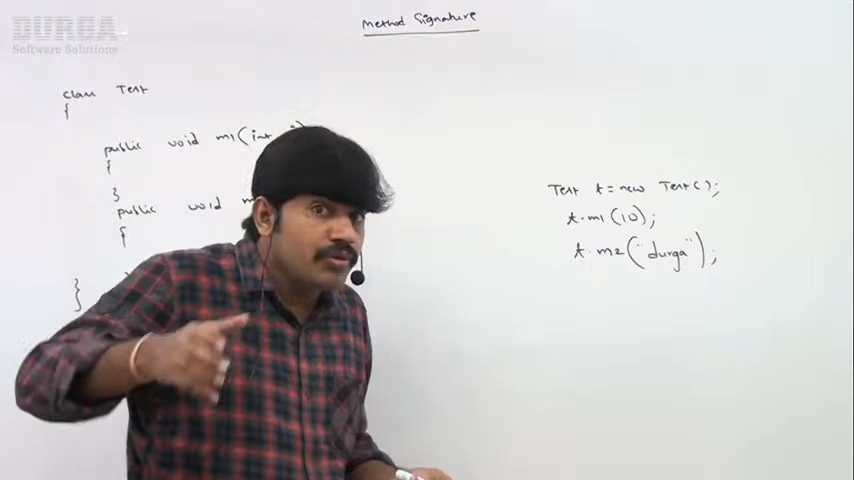 DURGA
Software Solutions
Method Signature
class Test
{
public void m1(int
{
}
public void
{
}
Test t = new Test();
t.m1(10);
t.m2("durga");